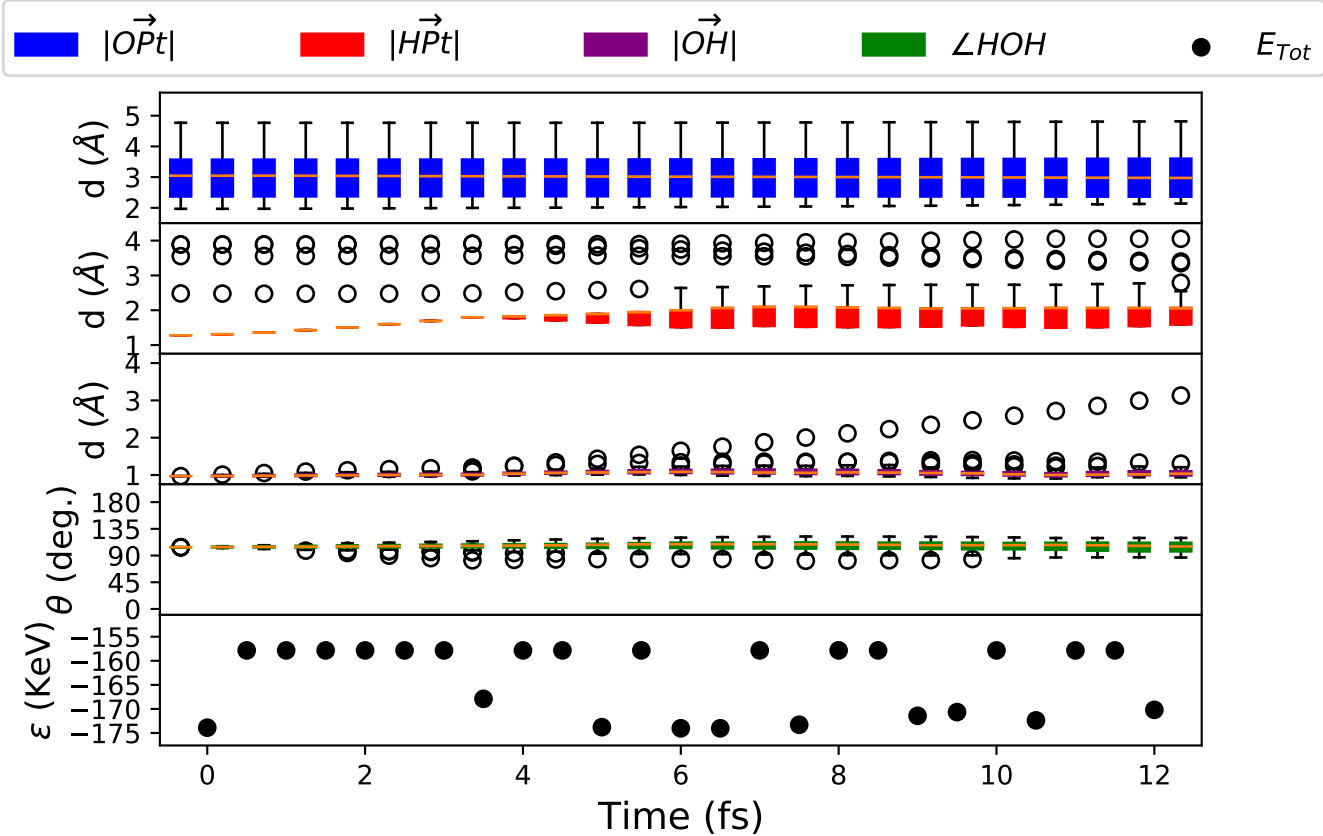 |OPt| |HPt| |OH| ∠HOH E_Tot
d (Å)
5
4
3
2
d (Å)
4
3
2
1
d (Å)
4
3
2
1
θ (deg.)
180
135
90
45
0
ε (KeV)
−155
−160
−165
−170
−175
0 2 4 6 8 10 12
Time (fs)